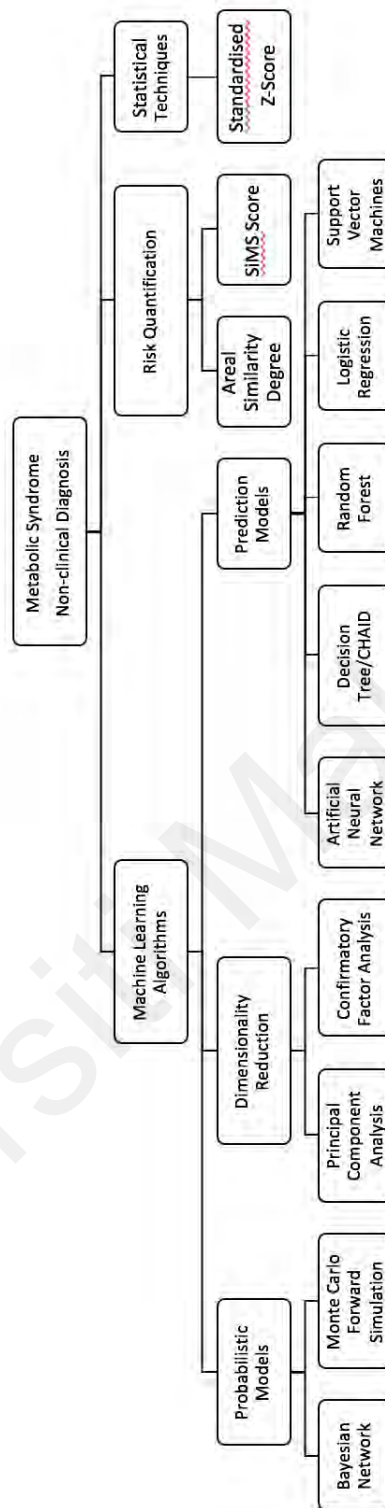 Metabolic Syndrome
Non-clinical Diagnosis
Machine Learning
Algorithms
Risk Quantification
Statistical
Techniques
Probabilistic
Models
Dimensionality
Reduction
Prediction
Models
Areal
Similarity
Degree
SiMS Score
Standardised
Z-Score
Bayesian
Network
Monte Carlo
Forward
Simulation
Principal
Component
Analysis
Confirmatory
Factor Analysis
Artificial
Neural
Network
Decision
Tree/CHAID
Random
Forest
Logistic
Regression
Support
Vector
Machines